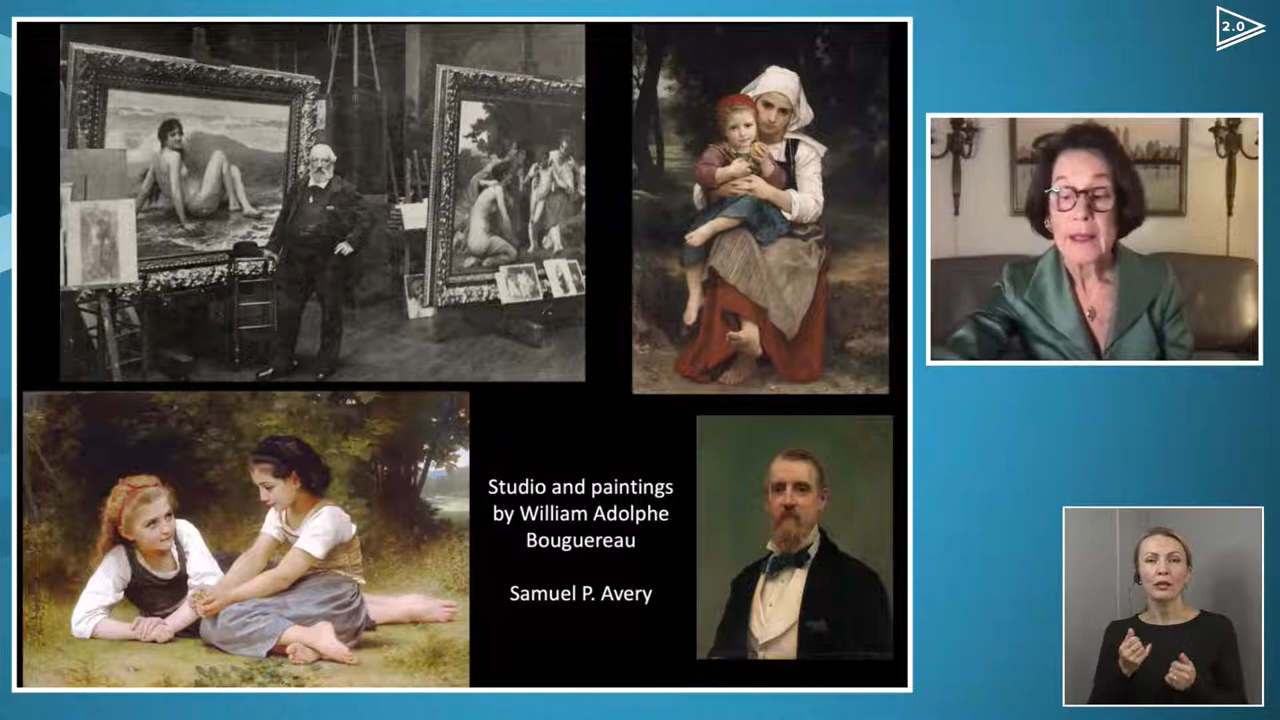 2.0
Studio and paintings
by William Adolphe
Bouguereau
Samuel P. Avery